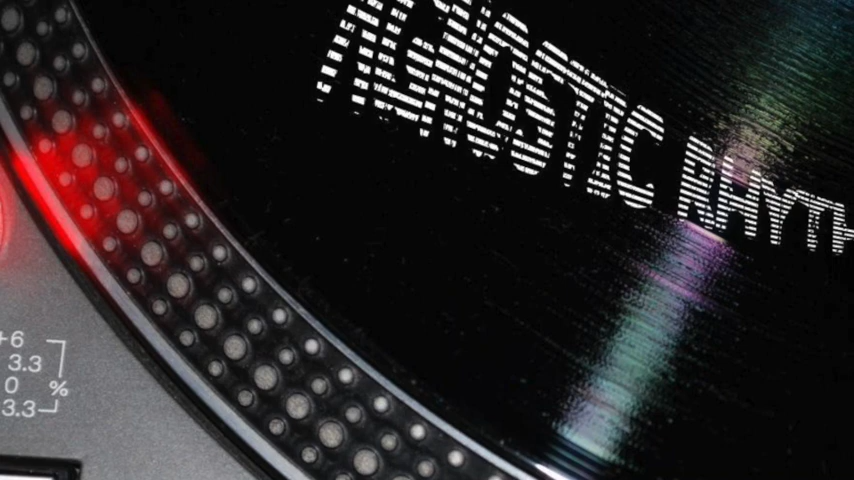 AGNOSTIC RHYTH
+6
3.3
0 %
3.3